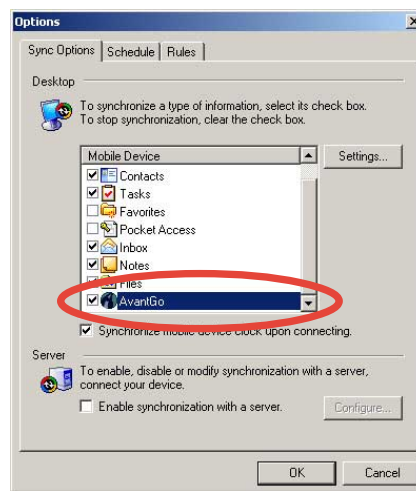 Options
Sync Options Schedule Rules
Desktop
To synchronize a type of information, select its check box.
To stop synchronization, clear the check box.
Mobile Device
Settings...
Contacts
Tasks
Favorites
Pocket Access
Inbox
Notes
Files
AvantGo
Synchronize mobile device clock upon connecting.
Server
To enable, disable or modify synchronization with a server,
connect your device.
Enable synchronization with a server.
Configure...
OK Cancel